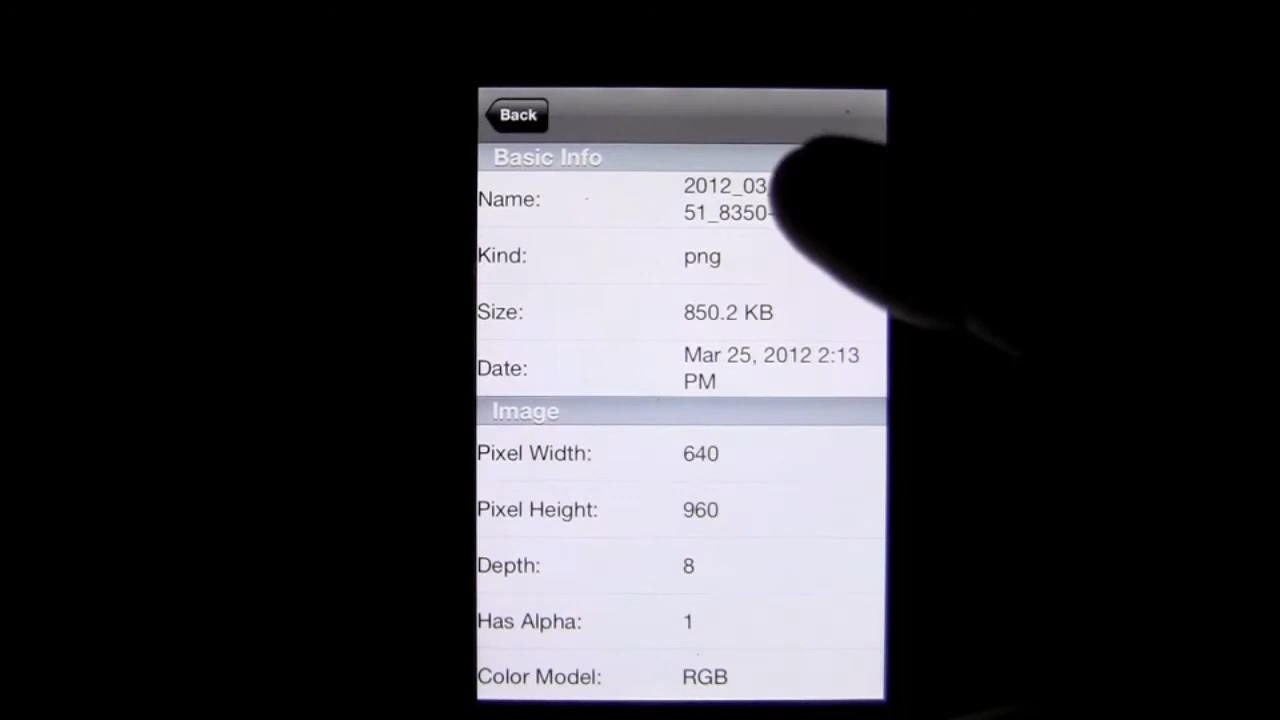 Back
Basic Info
Name: 2012_03
51_8350-
Kind: png
Size: 850.2 KB
Date: Mar 25, 2012 2:13
PM
Image
Pixel Width: 640
Pixel Height: 960
Depth: 8
Has Alpha: 1
Color Model: RGB